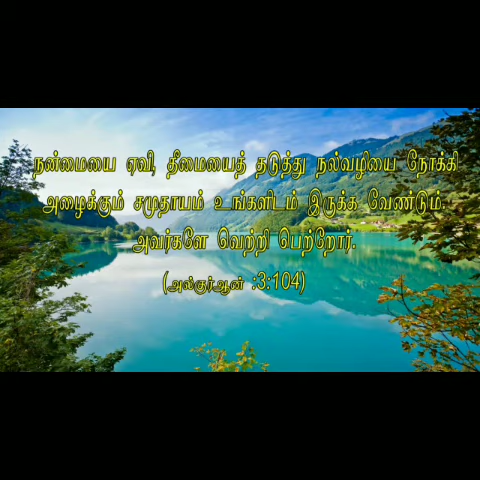 நன்மையை ஏவி, தீமையைத் தடுத்து நல்வழியை நோக்கி
அழைக்கும் சமுதாயம் உங்களிடம் இருக்க வேண்டும்.
அவர்களே வெற்றி பெற்றோர்.
(அல்குர்ஆன் :3:104)